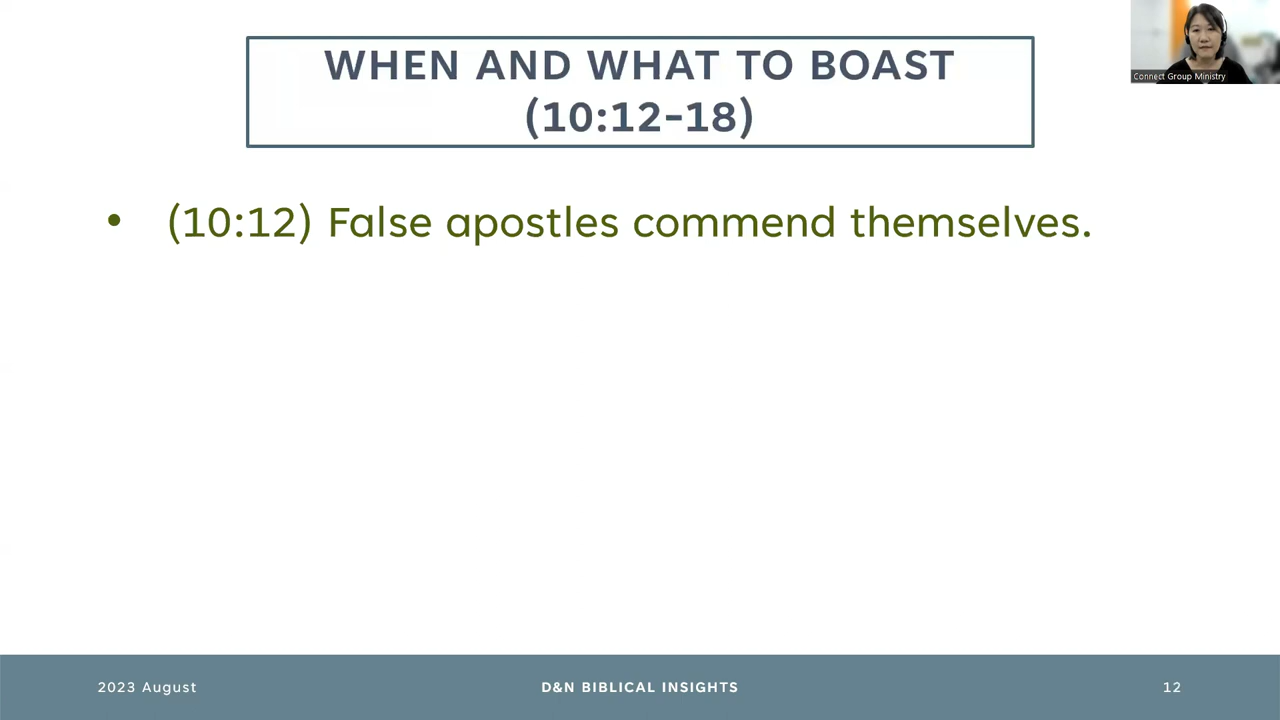 WHEN AND WHAT TO BOAST
(10:12-18)
Connect Group Ministry
• (10:12) False apostles commend themselves.
2023 August
D&N BIBLICAL INSIGHTS
12